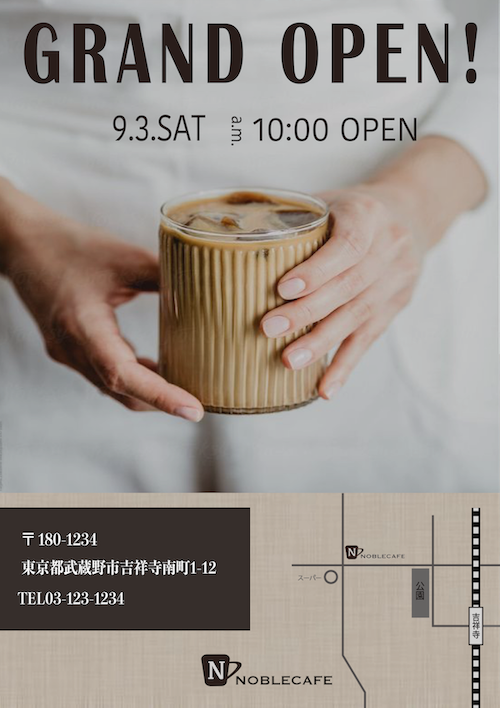 GRAND OPEN!
9.3.SAT a.m. 10:00 OPEN
〒180-1234
東京都武蔵野市吉祥寺南町1-12
TEL03-123-1234
N NOBLECAFE
スーパー
公園
吉祥寺
N NOBLECAFE